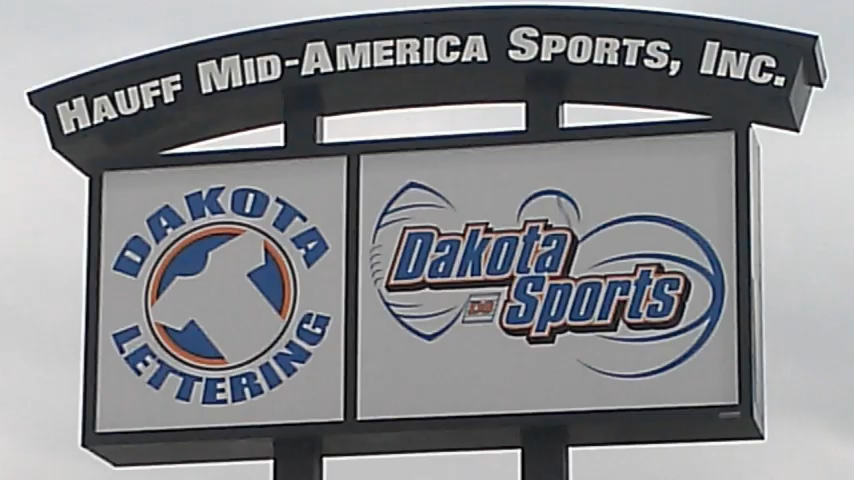 HAUFF MID-AMERICA SPORTS, INC.
DAKOTA
LETTERING
Dakota
Sports